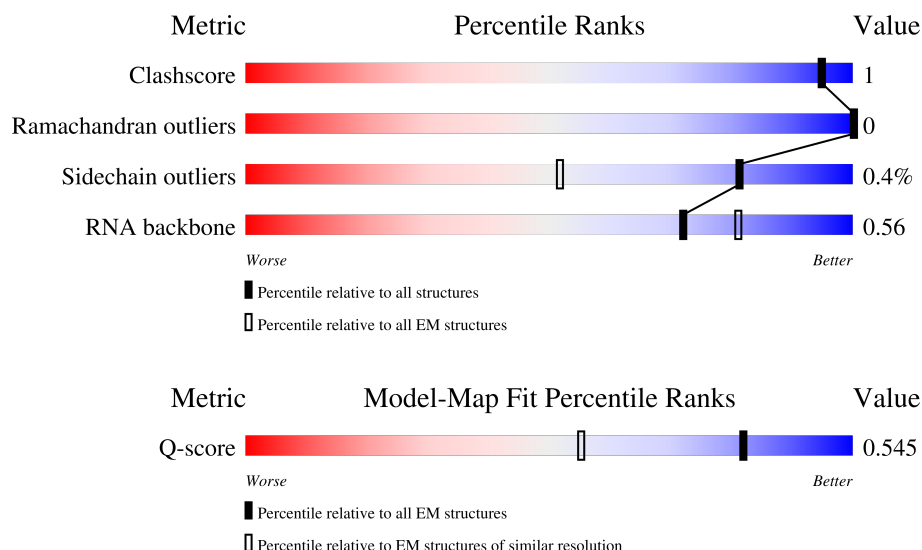 Metric Percentile Ranks Value
Clashscore 1
Ramachandran outliers 0
Sidechain outliers 0.4%
RNA backbone 0.56
Worse Better
Percentile relative to all structures
Percentile relative to all EM structures
Metric Model-Map Fit Percentile Ranks Value
Q-score 0.545
Worse Better
Percentile relative to all EM structures
Percentile relative to EM structures of similar resolution